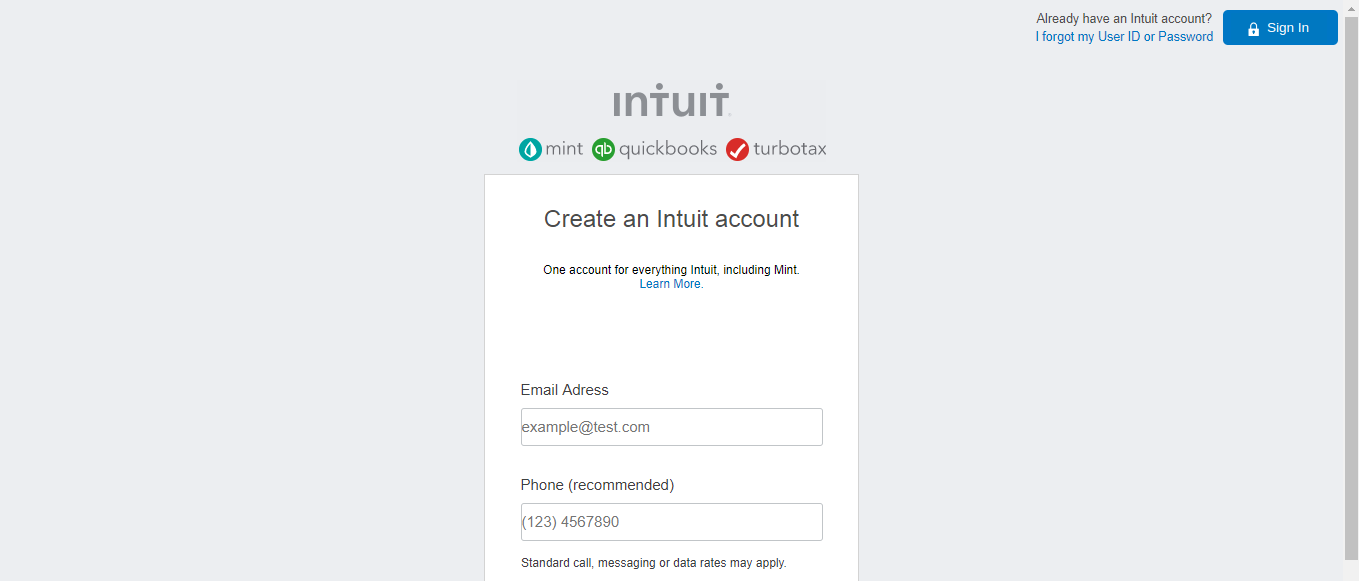 Already have an Intuit account?
I forgot my User ID or Password
Sign In
intuit
mint quickbooks turbotax
Create an Intuit account
One account for everything Intuit, including Mint.
Learn More.
Email Adress
example@test.com
Phone (recommended)
(123) 4567890
Standard call, messaging or data rates may apply.